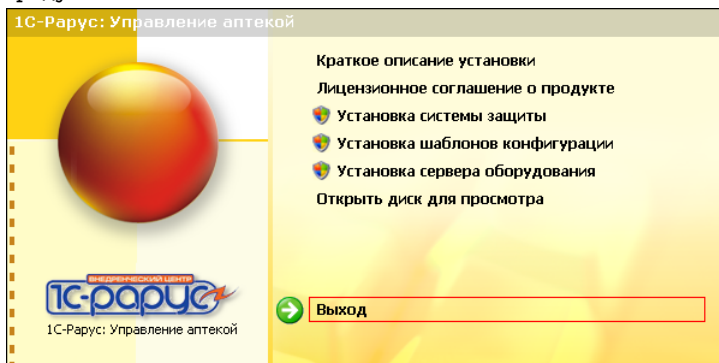 1С-Рарус: Управление аптекой
Краткое описание установки
Лицензионное соглашение о продукте
Установка системы защиты
Установка шаблонов конфигурации
Установка сервера оборудования
Открыть диск для просмотра
ВНЕДРЕНЧЕСКИЙ ЦЕНТР
1С-рарус
1С-Рарус: Управление аптекой
Выход